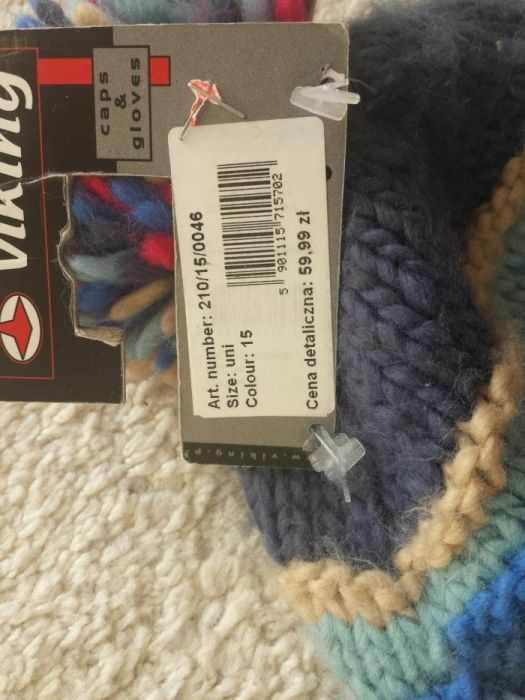 viking
caps
&
gloves
Art. number: 210/15/0046
Size: uni
Colour: 15
5 901115 715702
Cena detaliczna: 59,99 zł
w.viking.p